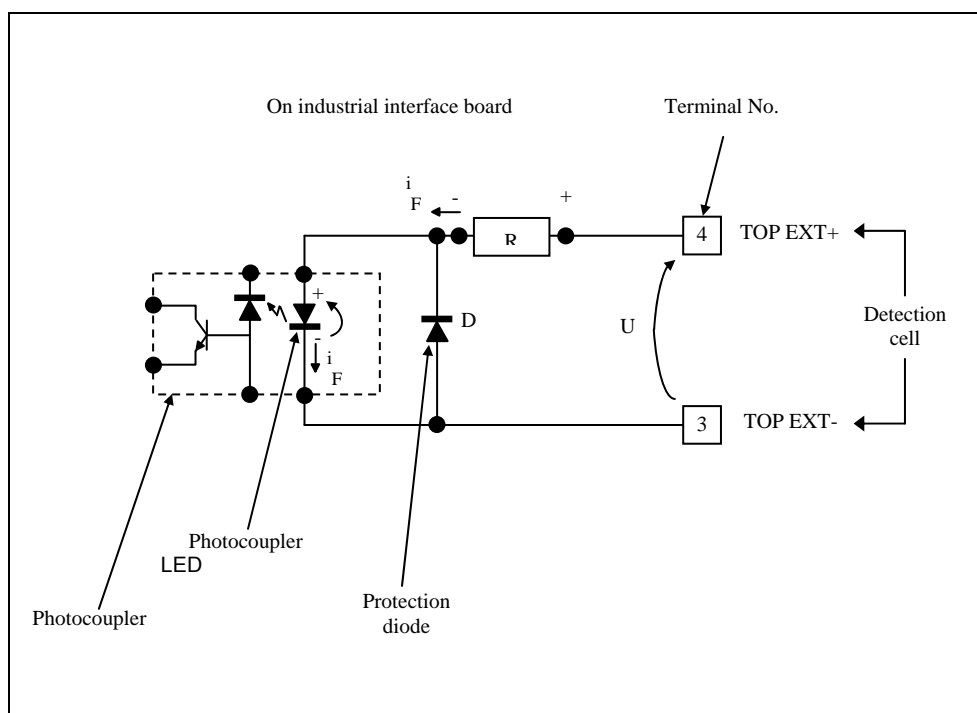 On industrial interface board
Terminal No.
i
F
-
+
R
4
TOP EXT+
+
-
i
F
D
U
Detection
cell
3
TOP EXT-
Photocoupler
LED
Protection
diode
Photocoupler